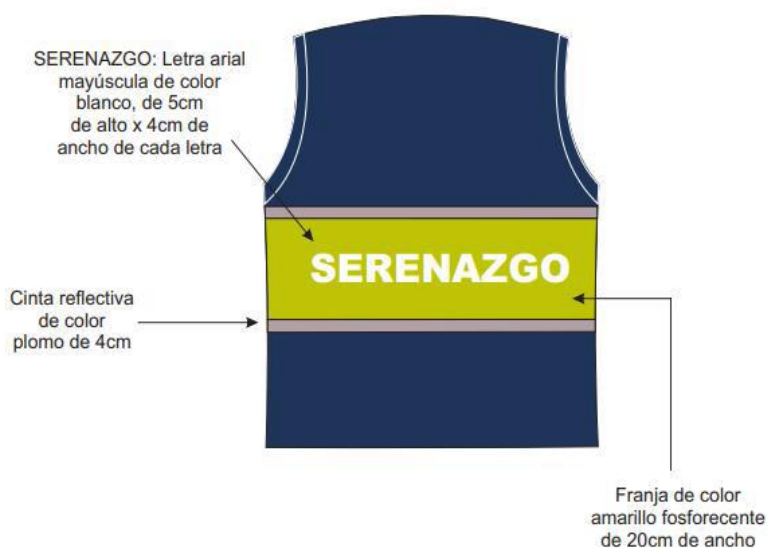 SERENAZGO: Letra arial
mayúscula de color
blanco, de 5cm
de alto x 4cm de
ancho de cada letra
SERENAZGO
Cinta reflectiva
de color
plomo de 4cm
Franja de color
amarillo fosforecente
de 20cm de ancho